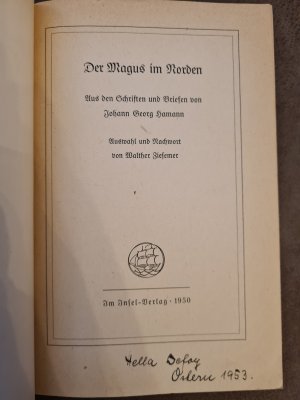 Der Magus im Norden
Aus den Schriften und Briefen von
Johann Georg Hamann
Auswahl und Nachwort
von Walther Ziesemer
Im Insel-Verlag · 1950
Hella
Ostern 1953.